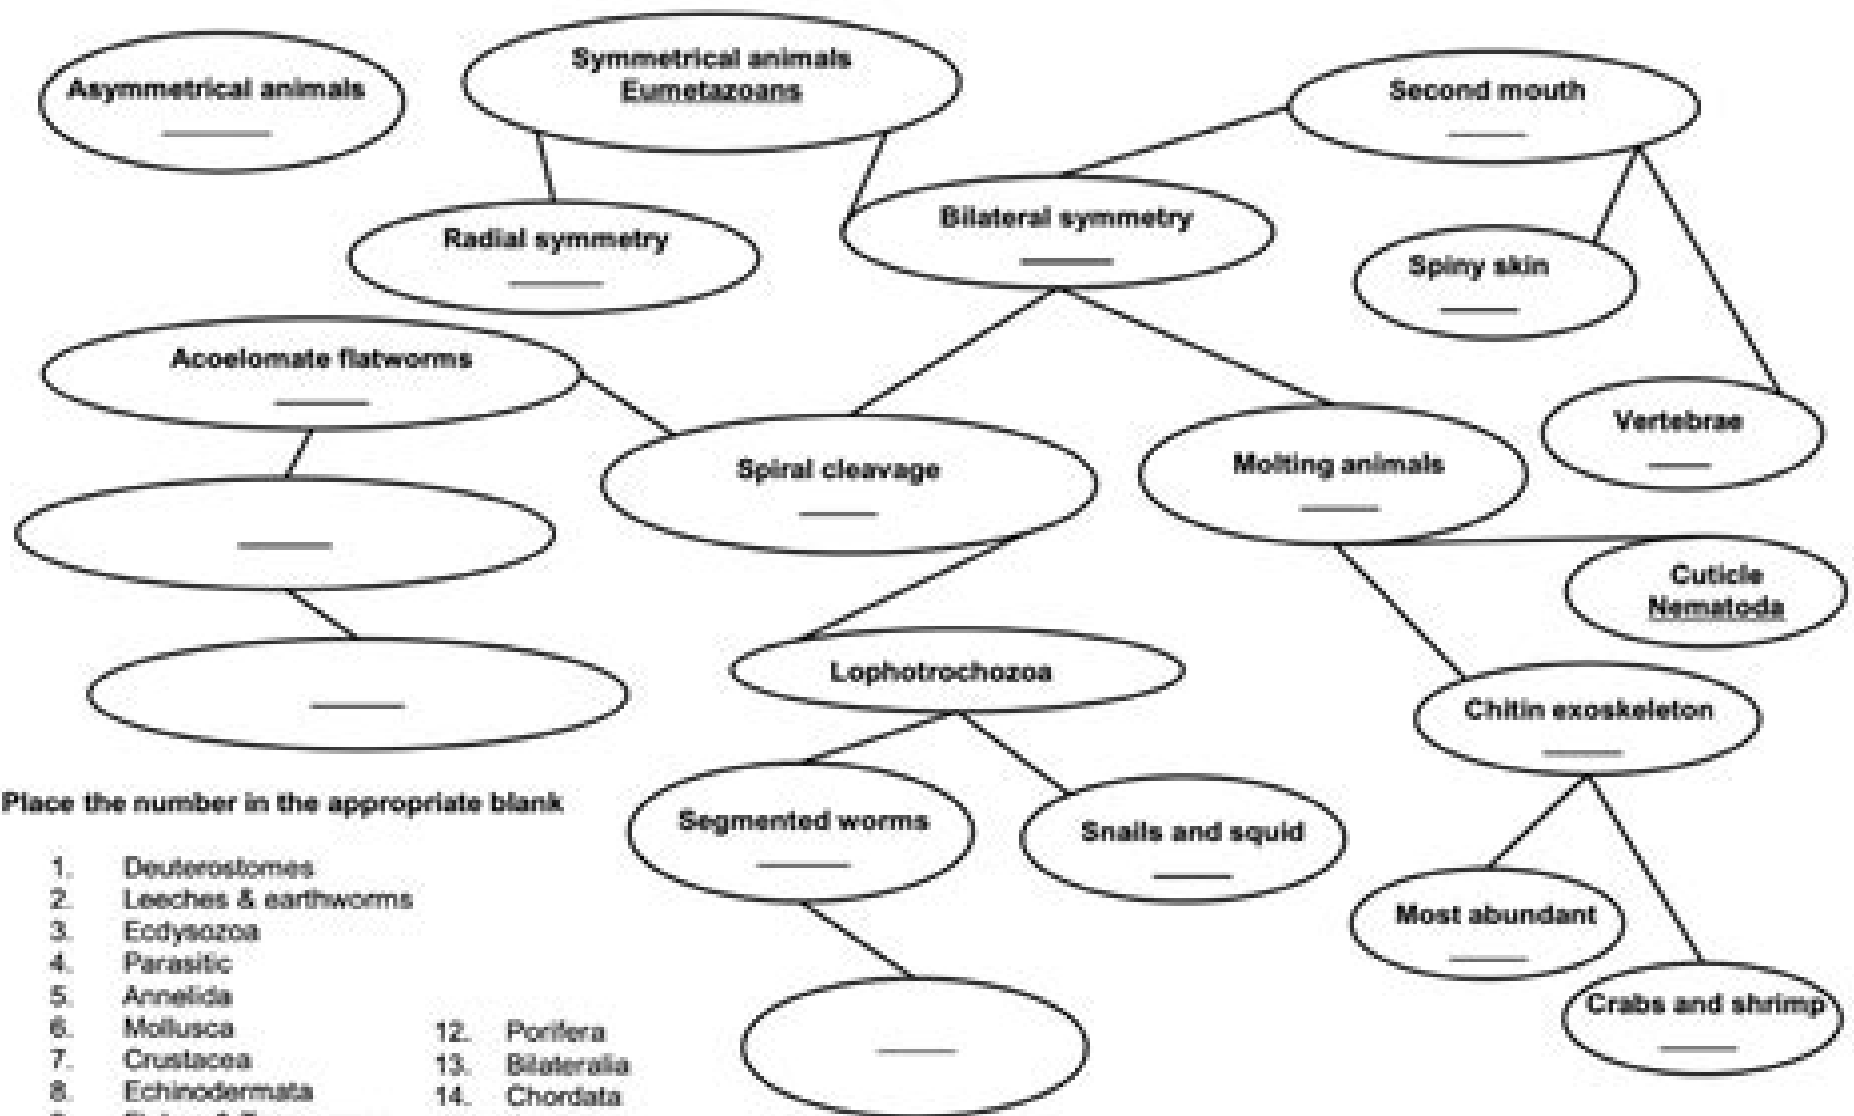 Asymmetrical animals
Symmetrical animals
Eumetazoans
Second mouth
Radial symmetry
Bilateral symmetry
Spiny skin
Acoelomate flatworms
Vertebrae
Spiral cleavage
Molting animals
Cuticle
Nematoda
Lophotrochozoa
Chitin exoskeleton
Segmented worms
Snails and squid
Most abundant
Crabs and shrimp
Place the number in the appropriate blank
1. Deuterostomes
2. Leeches & earthworms
3. Ecdysozoa
4. Parasitic
5. Annelida
6. Mollusca
7. Crustacea
8. Echinodermata
12. Porifera
13. Bilateralia
14. Chordata